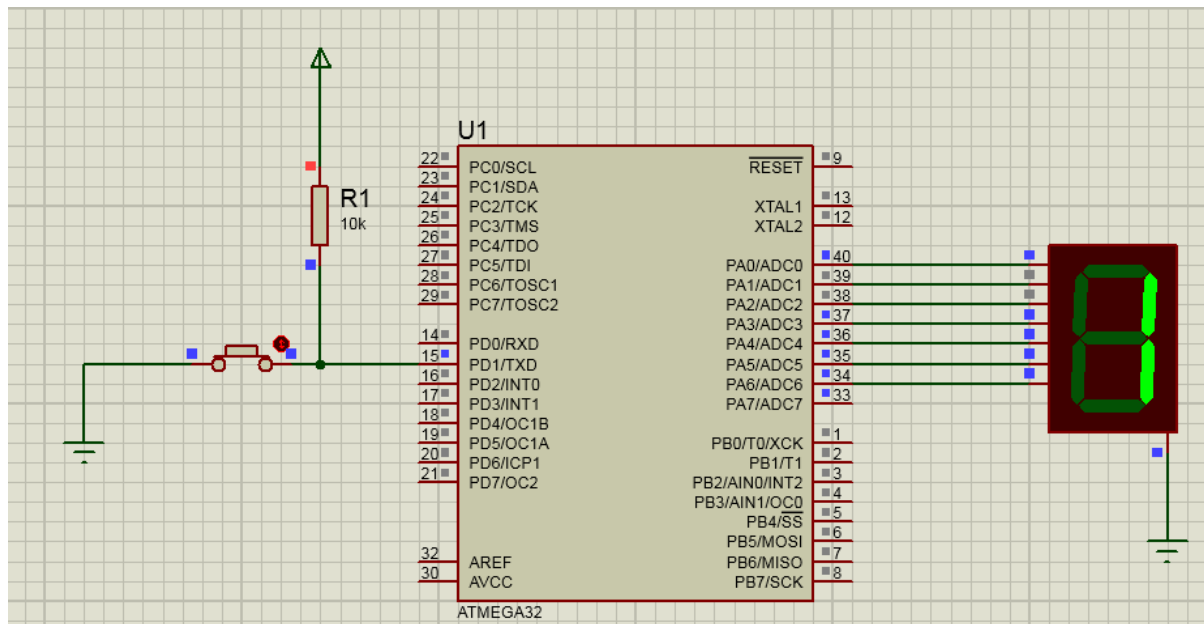 U1
22 PC0/SCL
23 PC1/SDA
24 PC2/TCK
25 PC3/TMS
26 PC4/TDO
27 PC5/TDI
28 PC6/TOSC1
29 PC7/TOSC2
14 PD0/RXD
15 PD1/TXD
16 PD2/INT0
17 PD3/INT1
18 PD4/OC1B
19 PD5/OC1A
20 PD6/ICP1
21 PD7/OC2
32 AREF
30 AVCC
RESET 9
XTAL1 13
XTAL2 12
PA0/ADC0 40
PA1/ADC1 39
PA2/ADC2 38
PA3/ADC3 37
PA4/ADC4 36
PA5/ADC5 35
PA6/ADC6 34
PA7/ADC7 33
PB0/T0/XCK 1
PB1/T1 2
PB2/AIN0/INT2 3
PB3/AIN1/OC0 4
PB4/SS 5
PB5/MOSI 6
PB6/MISO 7
PB7/SCK 8
ATMEGA32
R1
10k
1